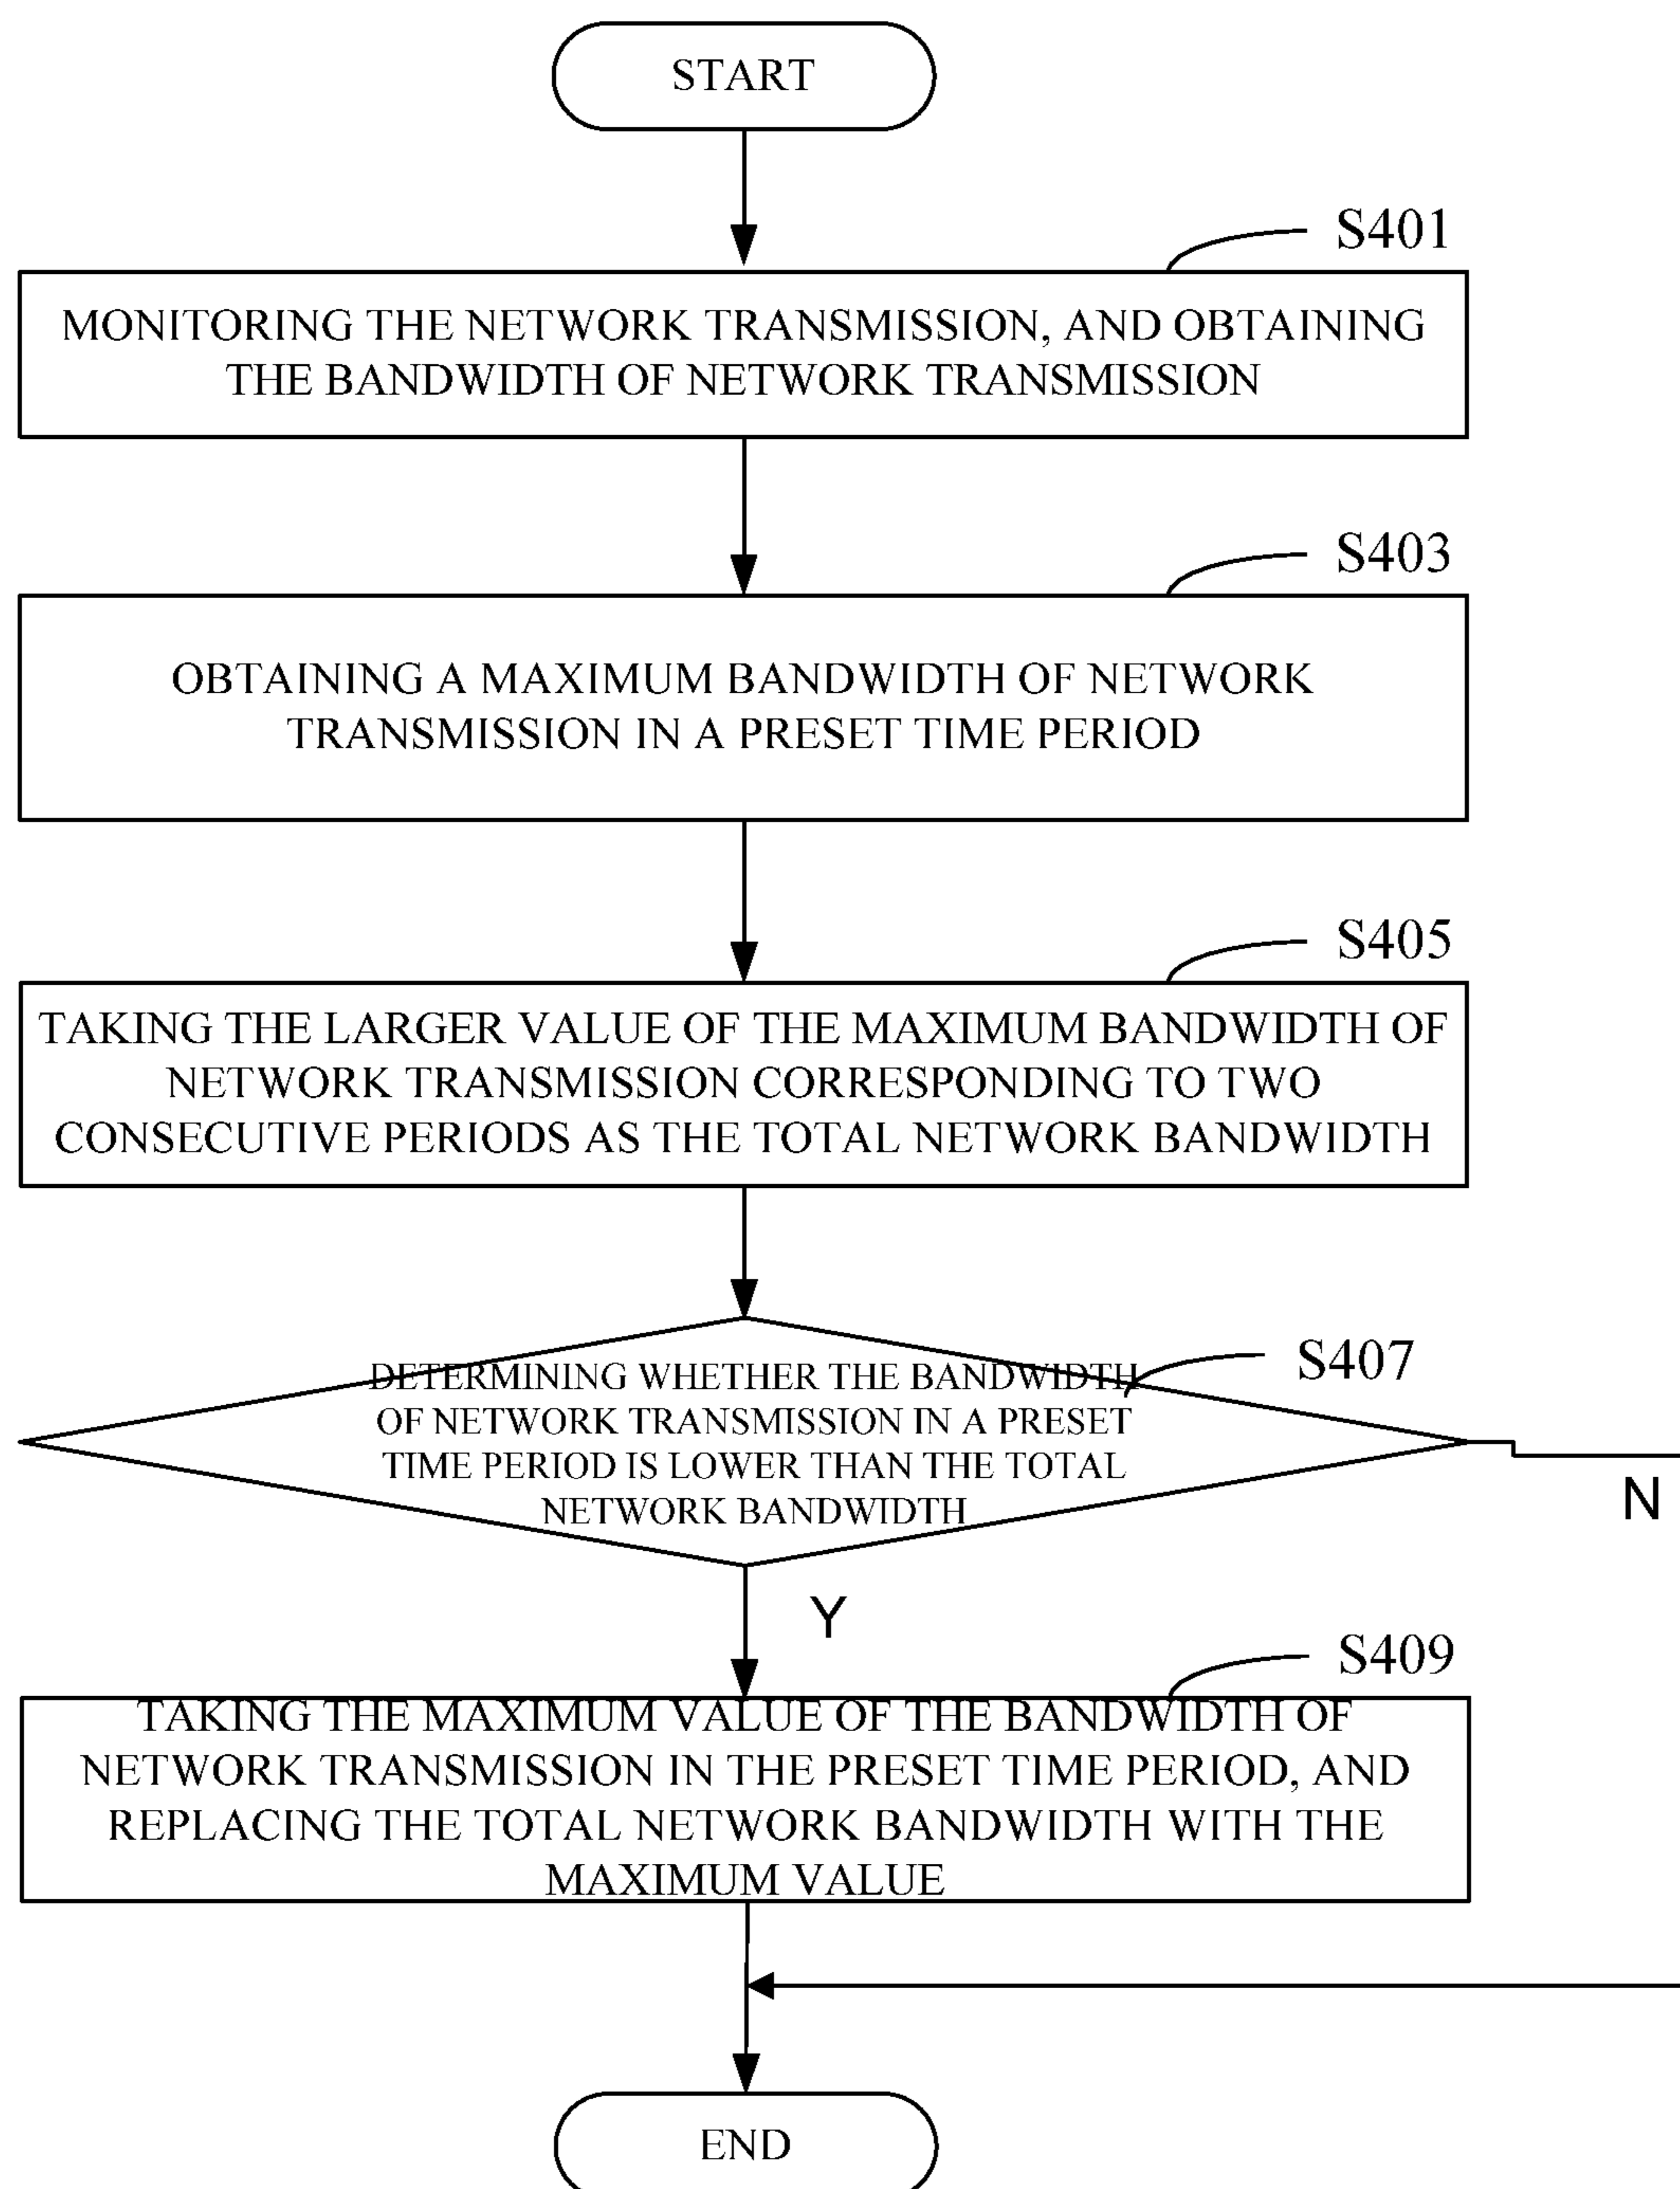 START
S401
MONITORING THE NETWORK TRANSMISSION, AND OBTAINING
THE BANDWIDTH OF NETWORK TRANSMISSION
S403
OBTAINING A MAXIMUM BANDWIDTH OF NETWORK
TRANSMISSION IN A PRESET TIME PERIOD
S405
TAKING THE LARGER VALUE OF THE MAXIMUM BANDWIDTH OF
NETWORK TRANSMISSION CORRESPONDING TO TWO
CONSECUTIVE PERIODS AS THE TOTAL NETWORK BANDWIDTH
S407
DETERMINING WHETHER THE BANDWIDTH
OF NETWORK TRANSMISSION IN A PRESET
TIME PERIOD IS LOWER THAN THE TOTAL
NETWORK BANDWIDTH
N
Y
S409
TAKING THE MAXIMUM VALUE OF THE BANDWIDTH OF
NETWORK TRANSMISSION IN THE PRESET TIME PERIOD, AND
REPLACING THE TOTAL NETWORK BANDWIDTH WITH THE
MAXIMUM VALUE
END